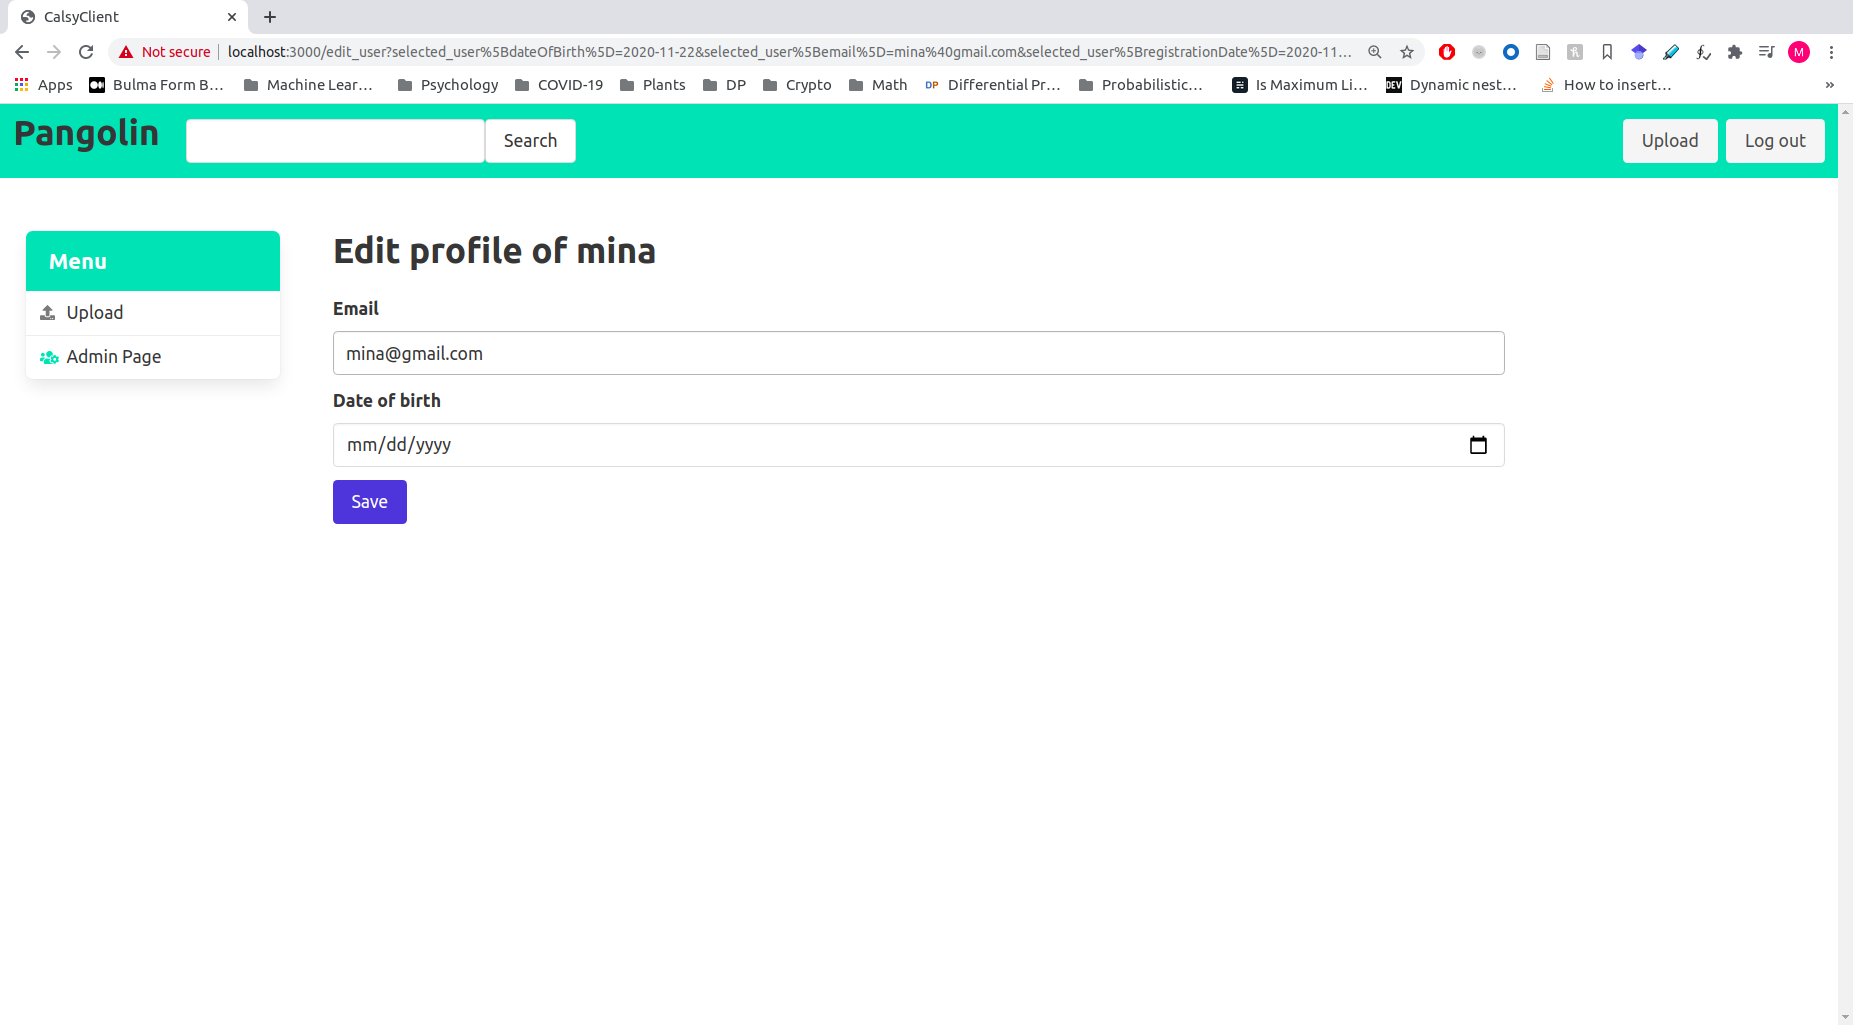 CalsyClient
Not secure
localhost:3000/edit_user?selected_user%5BdateOfBirth%5D=2020-11-22&selected_user%5Bemail%5D=mina%40gmail.com&selected_user%5BregistrationDate%5D=2020-11...
M
Apps
Bulma Form B...
Machine Lear...
Psychology
COVID-19
Plants
DP
Crypto
Math
DP Differential Pr...
Probabilistic...
Is Maximum Li...
DEV Dynamic nest...
How to insert...
»
Pangolin
Search
Upload
Log out
Menu
Upload
Admin Page
Edit profile of mina
Email
mina@gmail.com
Date of birth
mm/dd/yyyy
Save